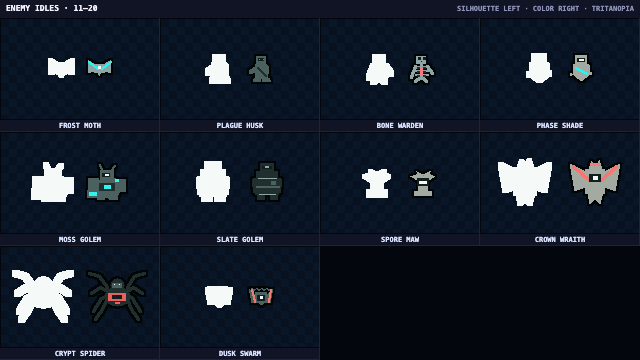 ENEMY IDLES · 11–20
SILHOUETTE LEFT · COLOR RIGHT · TRITANOPIA
FROST MOTH
PLAGUE HUSK
BONE WARDEN
PHASE SHADE
MOSS GOLEM
SLATE GOLEM
SPORE MAW
CROWN WRAITH
CRYPT SPIDER
DUSK SWARM